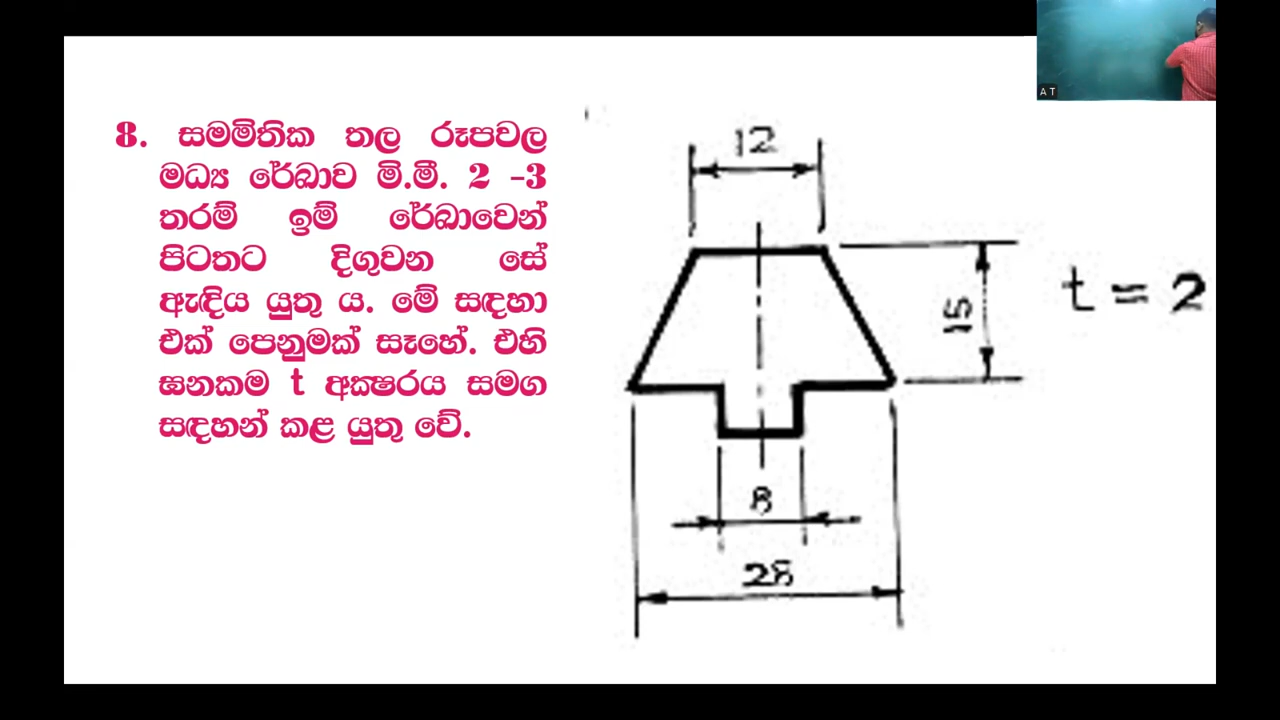 A T
8. සමමිතික තල රූපවල
මධ්‍ය රේඛාව මි.මී. 2 -3
තරම් ඉම් රේඛාවෙන්
පිටතට දිගුවන සේ
ඇඳිය යුතු ය. මේ සඳහා
එක් පෙනුමක් සෑහේ. එහි
ඝනකම t අක්‍ෂරය සමග
සඳහන් කළ යුතු වේ.
12
15
t = 2
8
28